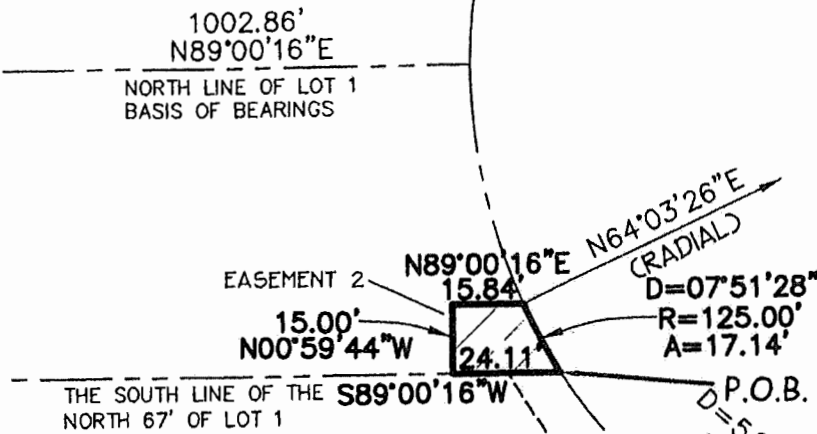 1002.86'
N89°00'16"E
NORTH LINE OF LOT 1
BASIS OF BEARINGS
N64°03'26"E
(RADIAL)
EASEMENT 2
N89°00'16"E
15.84'
D=07°51'28"
R=125.00'
A=17.14'
15.00'
N00°59'44"W
24.11'
THE SOUTH LINE OF THE
NORTH 67' OF LOT 1
S89°00'16"W
P.O.B.